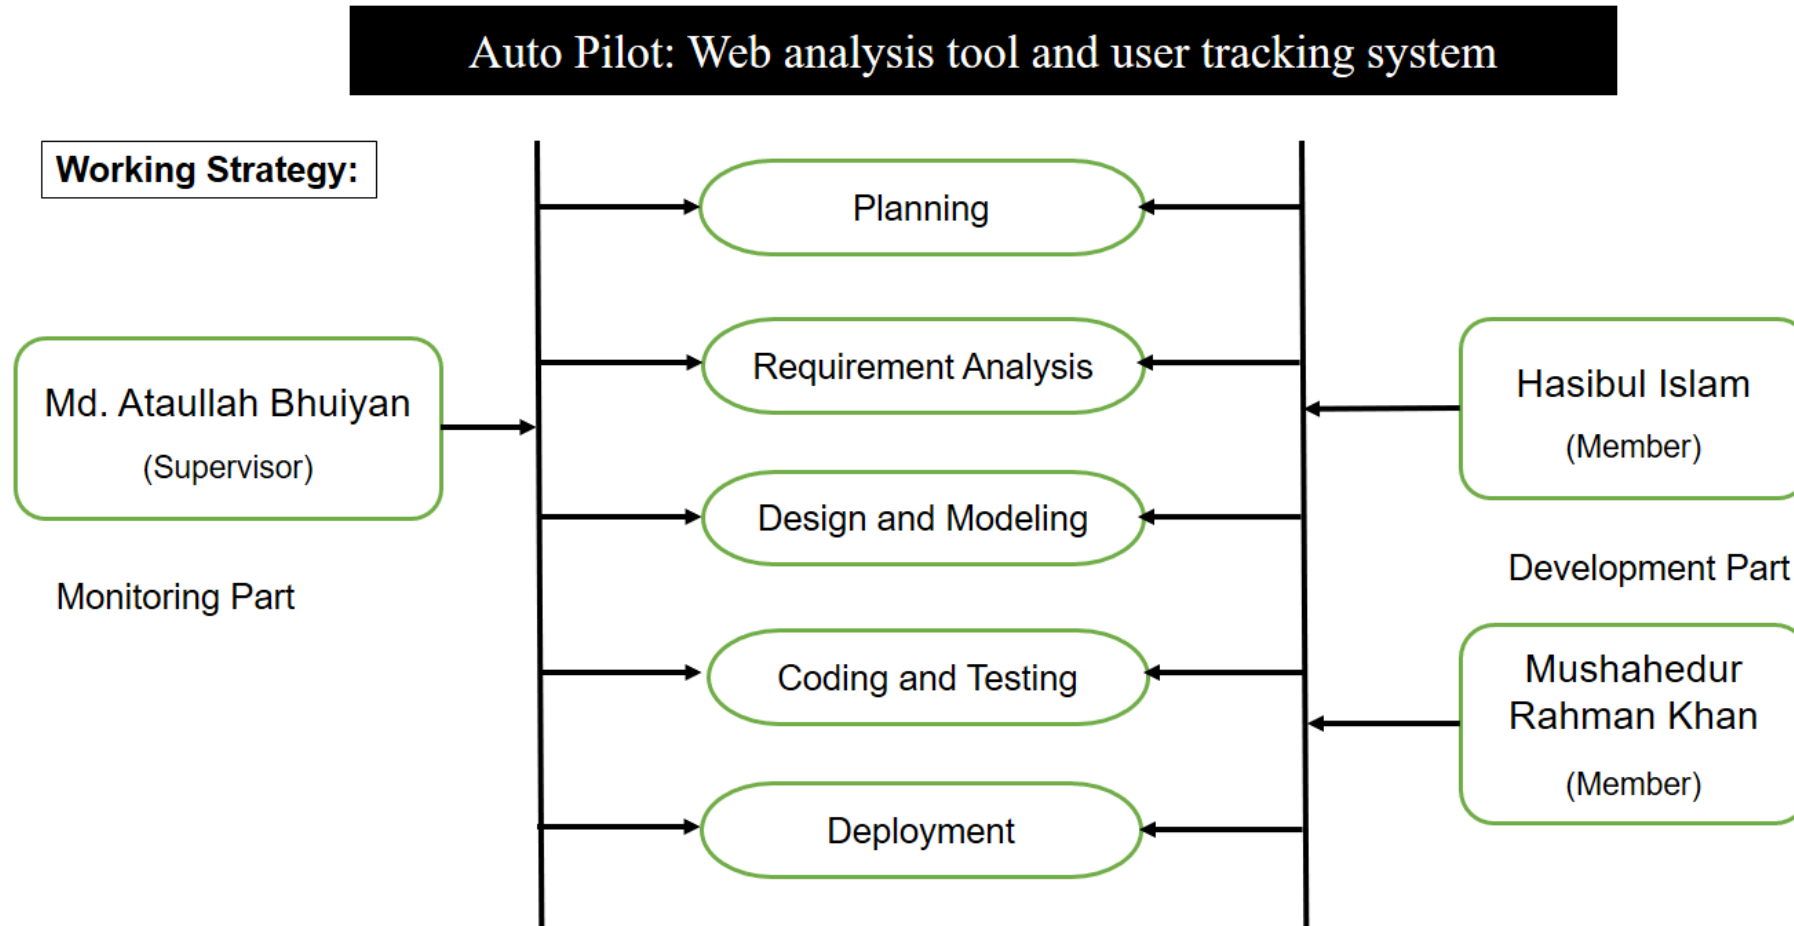 Auto Pilot: Web analysis tool and user tracking system
Working Strategy:
Planning
Requirement Analysis
Md. Ataullah Bhuiyan
(Supervisor)
Hasibul Islam
(Member)
Design and Modeling
Monitoring Part
Development Part
Coding and Testing
Mushahedur
Rahman Khan
(Member)
Deployment